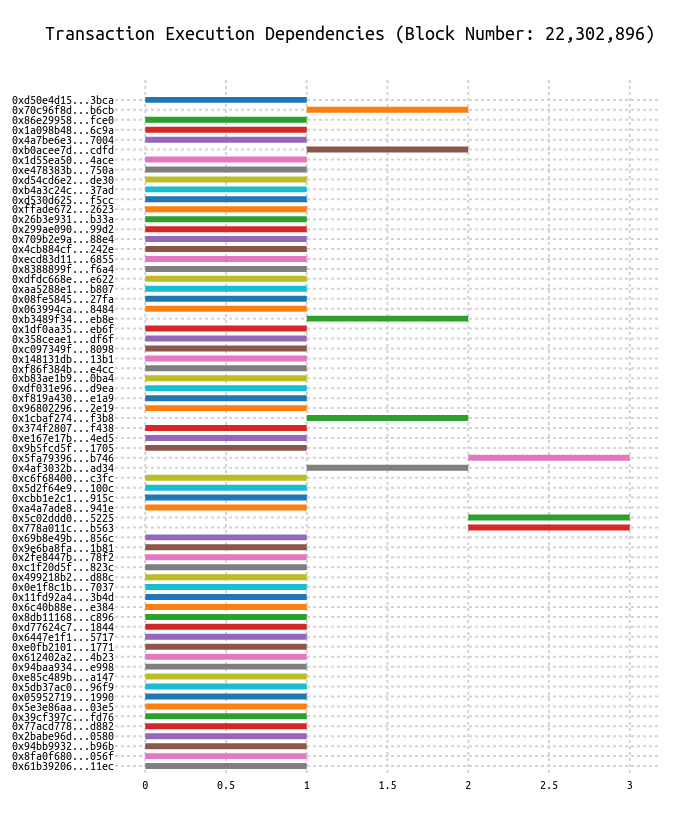 Transaction Execution Dependencies (Block Number: 22,302,896)
0xd50e4d15...3bca
0x70c96f8d...b6cb
0x86e29958...fce0
0x1a098b48...6c9a
0x4a7be6e3...7004
0xb0acee7d...cdfd
0x1d55ea50...4ace
0xe478383b...750a
0xd54cd6e2...de30
0xb4a3c24c...37ad
0xd530d625...f5cc
0xffade672...2623
0x26b3e931...b33a
0x299ae090...99d2
0x709b2e9a...88e4
0x4cb884cf...242e
0xecd83d11...6855
0x8388899f...f6a4
0xdfdc668e...e622
0xaa5288e1...b807
0x08fe5845...27fa
0x063994ca...8484
0xb3489f34...eb8e
0x1df0aa35...eb6f
0x358ceae1...df6f
0xc097349f...8098
0x148131db...13b1
0xf86f384b...e4cc
0xb83ae1b9...0ba4
0xdf031e96...d9ea
0xf819a430...e1a9
0x96802296...2e19
0x1cbaf274...f3b8
0x374f2807...f438
0xe167e17b...4ed5
0x9b5fcd5f...1705
0x5fa79396...b746
0x4af3032b...ad34
0xc6f68400...c3fc
0x5d2f64e9...100c
0xcbb1e2c1...915c
0xa4a7ade8...941e
0x5c02ddd0...5225
0x778a011c...b563
0x69b8e49b...856c
0x9e6ba8fa...1b81
0x2fe8447b...78f2
0xc1f20d5f...823c
0x499218b2...d88c
0x0e1f8c1b...7037
0x11fd92a4...3b4d
0x6c40b88e...e384
0x8db11168...c896
0xd77624c7...1844
0x6447e1f1...5717
0xe0fb2101...1771
0x612402a2...4b23
0x94baa934...e998
0xe85c489b...a147
0x5db37ac0...96f9
0x05952719...1990
0x5e3e86aa...03e5
0x39cf397c...fd76
0x77acd778...d882
0x2babe96d...0580
0x94bb9932...b96b
0x8fa0f680...056f
0x61b39206...11ec
0 0.5 1 1.5 2 2.5 3